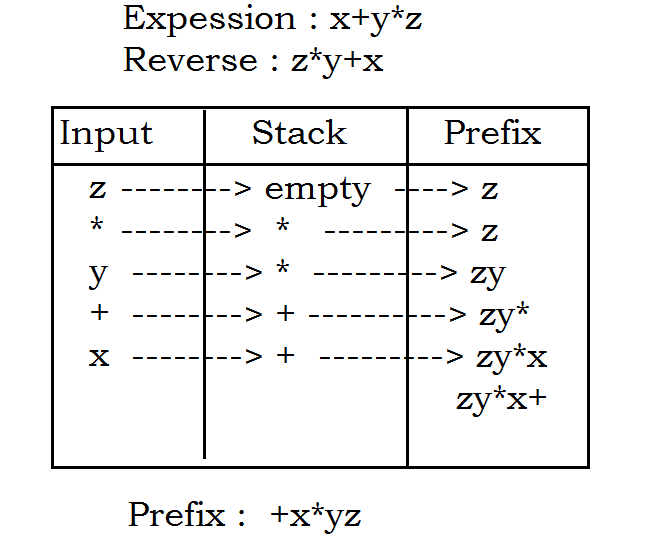 Expession : x+y*z
Reverse : z*y+x
Input Stack Prefix
z --------> empty ----> z
* --------> * ---------> z
y --------> * ---------> zy
+ --------> + -----------> zy*
x --------> + ---------> zy*x
zy*x+
Prefix : +x*yz